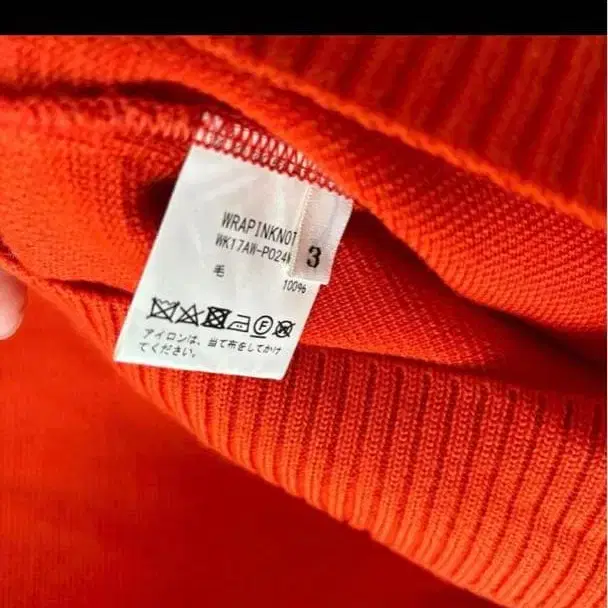 WRAPINKNOT
WK17AW-P024
3
毛
100%
アイロンは、当て布をしてかけ
てください。